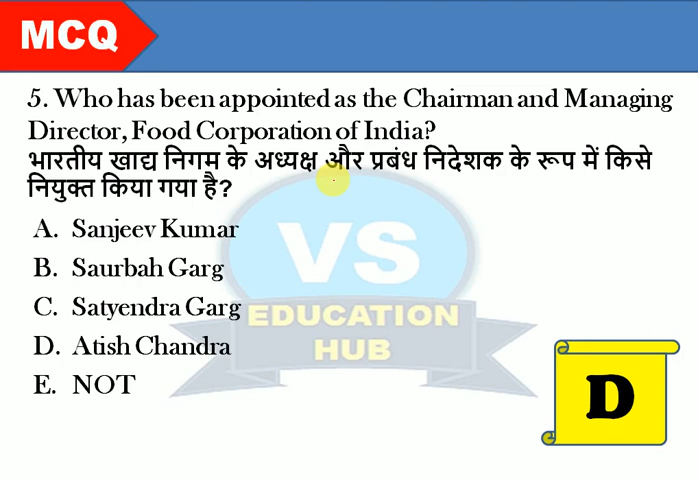 MCQ
5. Who has been appointed as the Chairman and Managing
Director, Food Corporation of India?
भारतीय खाद्य निगम के अध्यक्ष और प्रबंध निदेशक के रूप में किसे
नियुक्त किया गया है?
A. Sanjeev Kumar
B. Saurbah Garg
C. Satyendra Garg
D. Atish Chandra
E. NOT
VS
EDUCATION
HUB
D